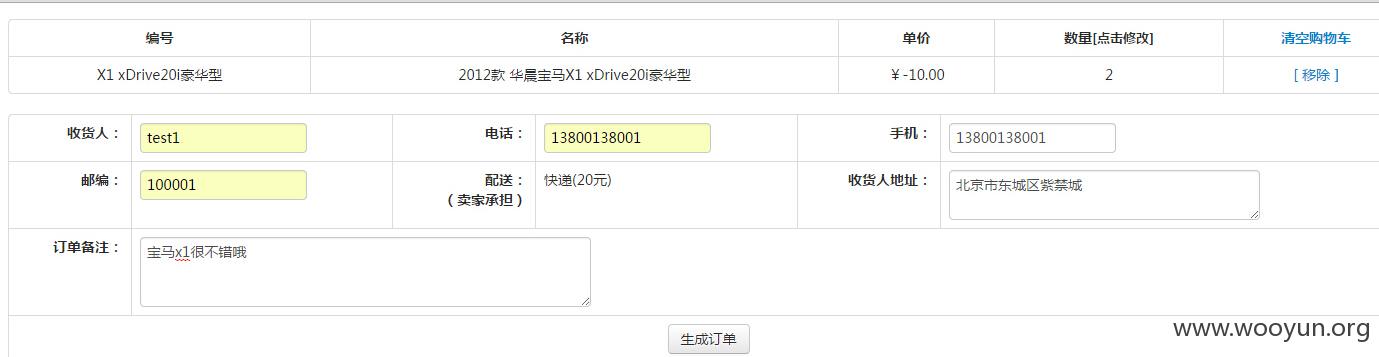 编号 名称 单价 数量[点击修改] 清空购物车
X1 xDrive20i豪华型 2012款 华晨宝马X1 xDrive20i豪华型 ¥ -10.00 2 [ 移除 ]
收货人： test1 电话： 13800138001 手机： 13800138001
邮编： 100001 配送： 快递(20元) 收货人地址： 北京市东城区紫禁城
（卖家承担）
订单备注： 宝马x1很不错哦
生成订单
www.wooyun.org